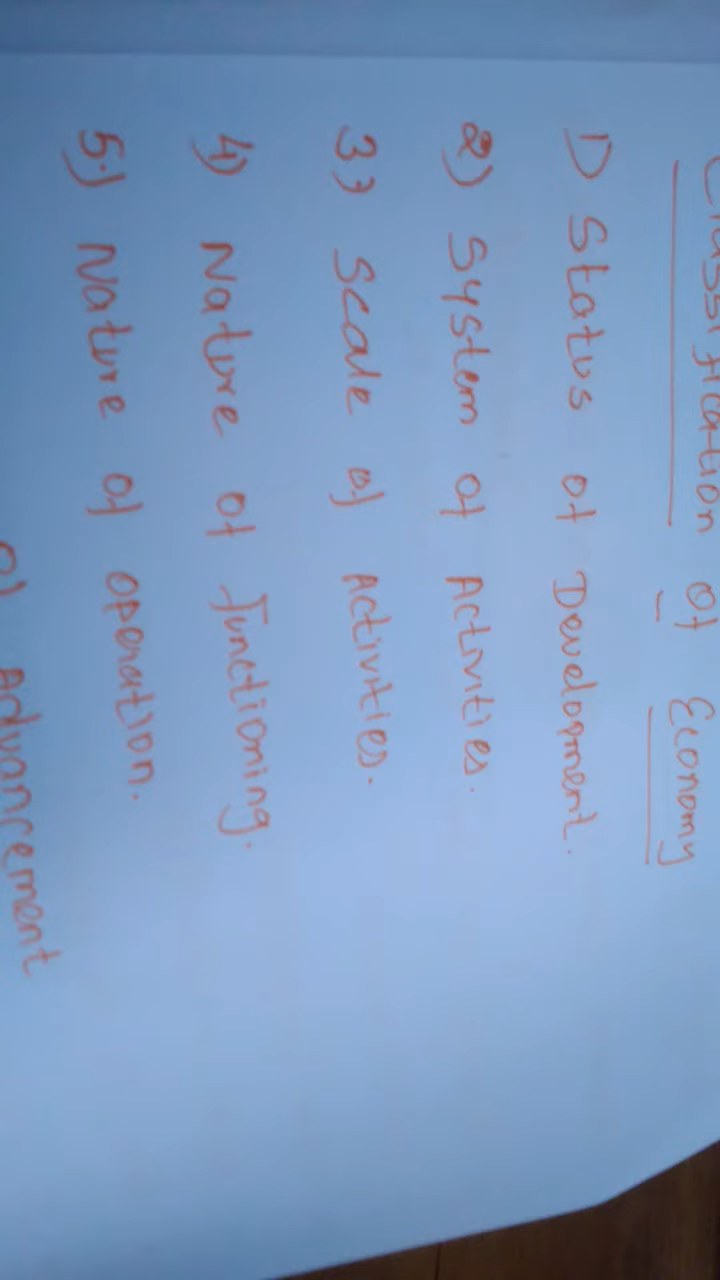 Classification of Economy
1) Status of Development.
2) System of Activities.
3) Scale of Activities.
4) Nature of functioning.
5.) Nature of operation.
Advancement